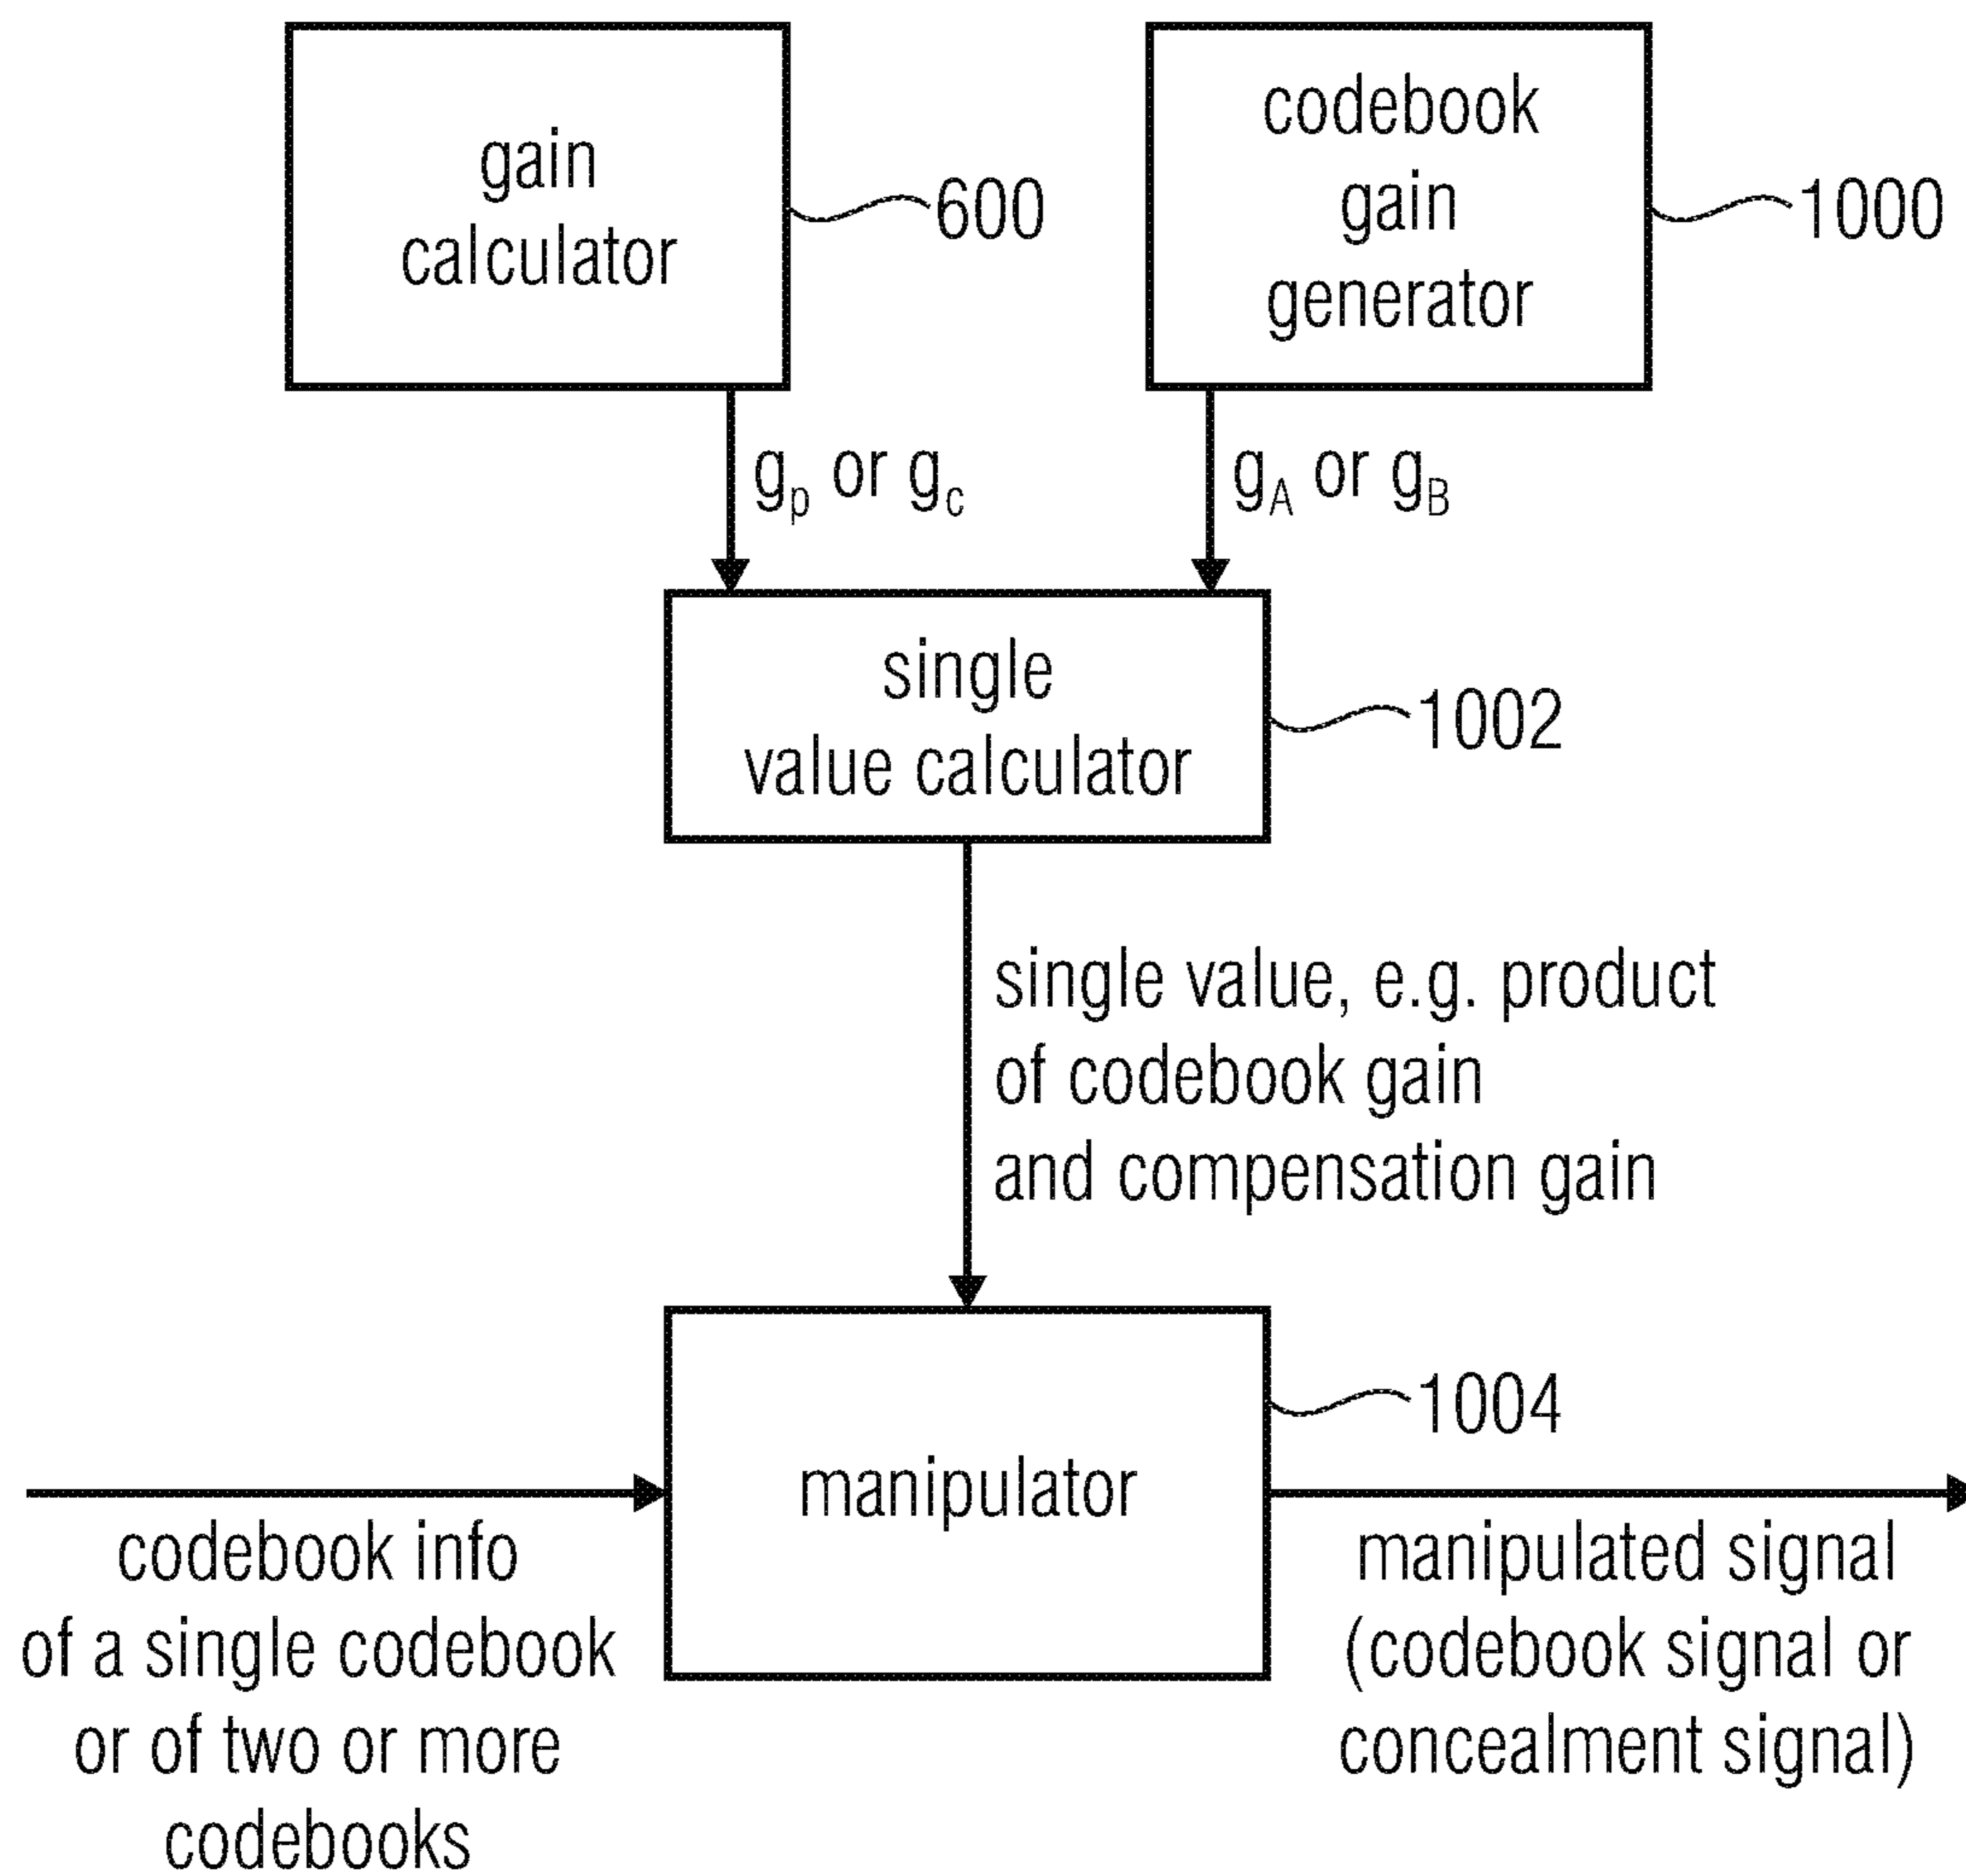 gain
calculator
600
codebook
gain
generator
1000
gp or gc
gA or gB
single
value calculator
1002
single value, e.g. product
of codebook gain
and compensation gain
manipulator
1004
codebook info
of a single codebook
or of two or more
codebooks
manipulated signal
(codebook signal or
concealment signal)